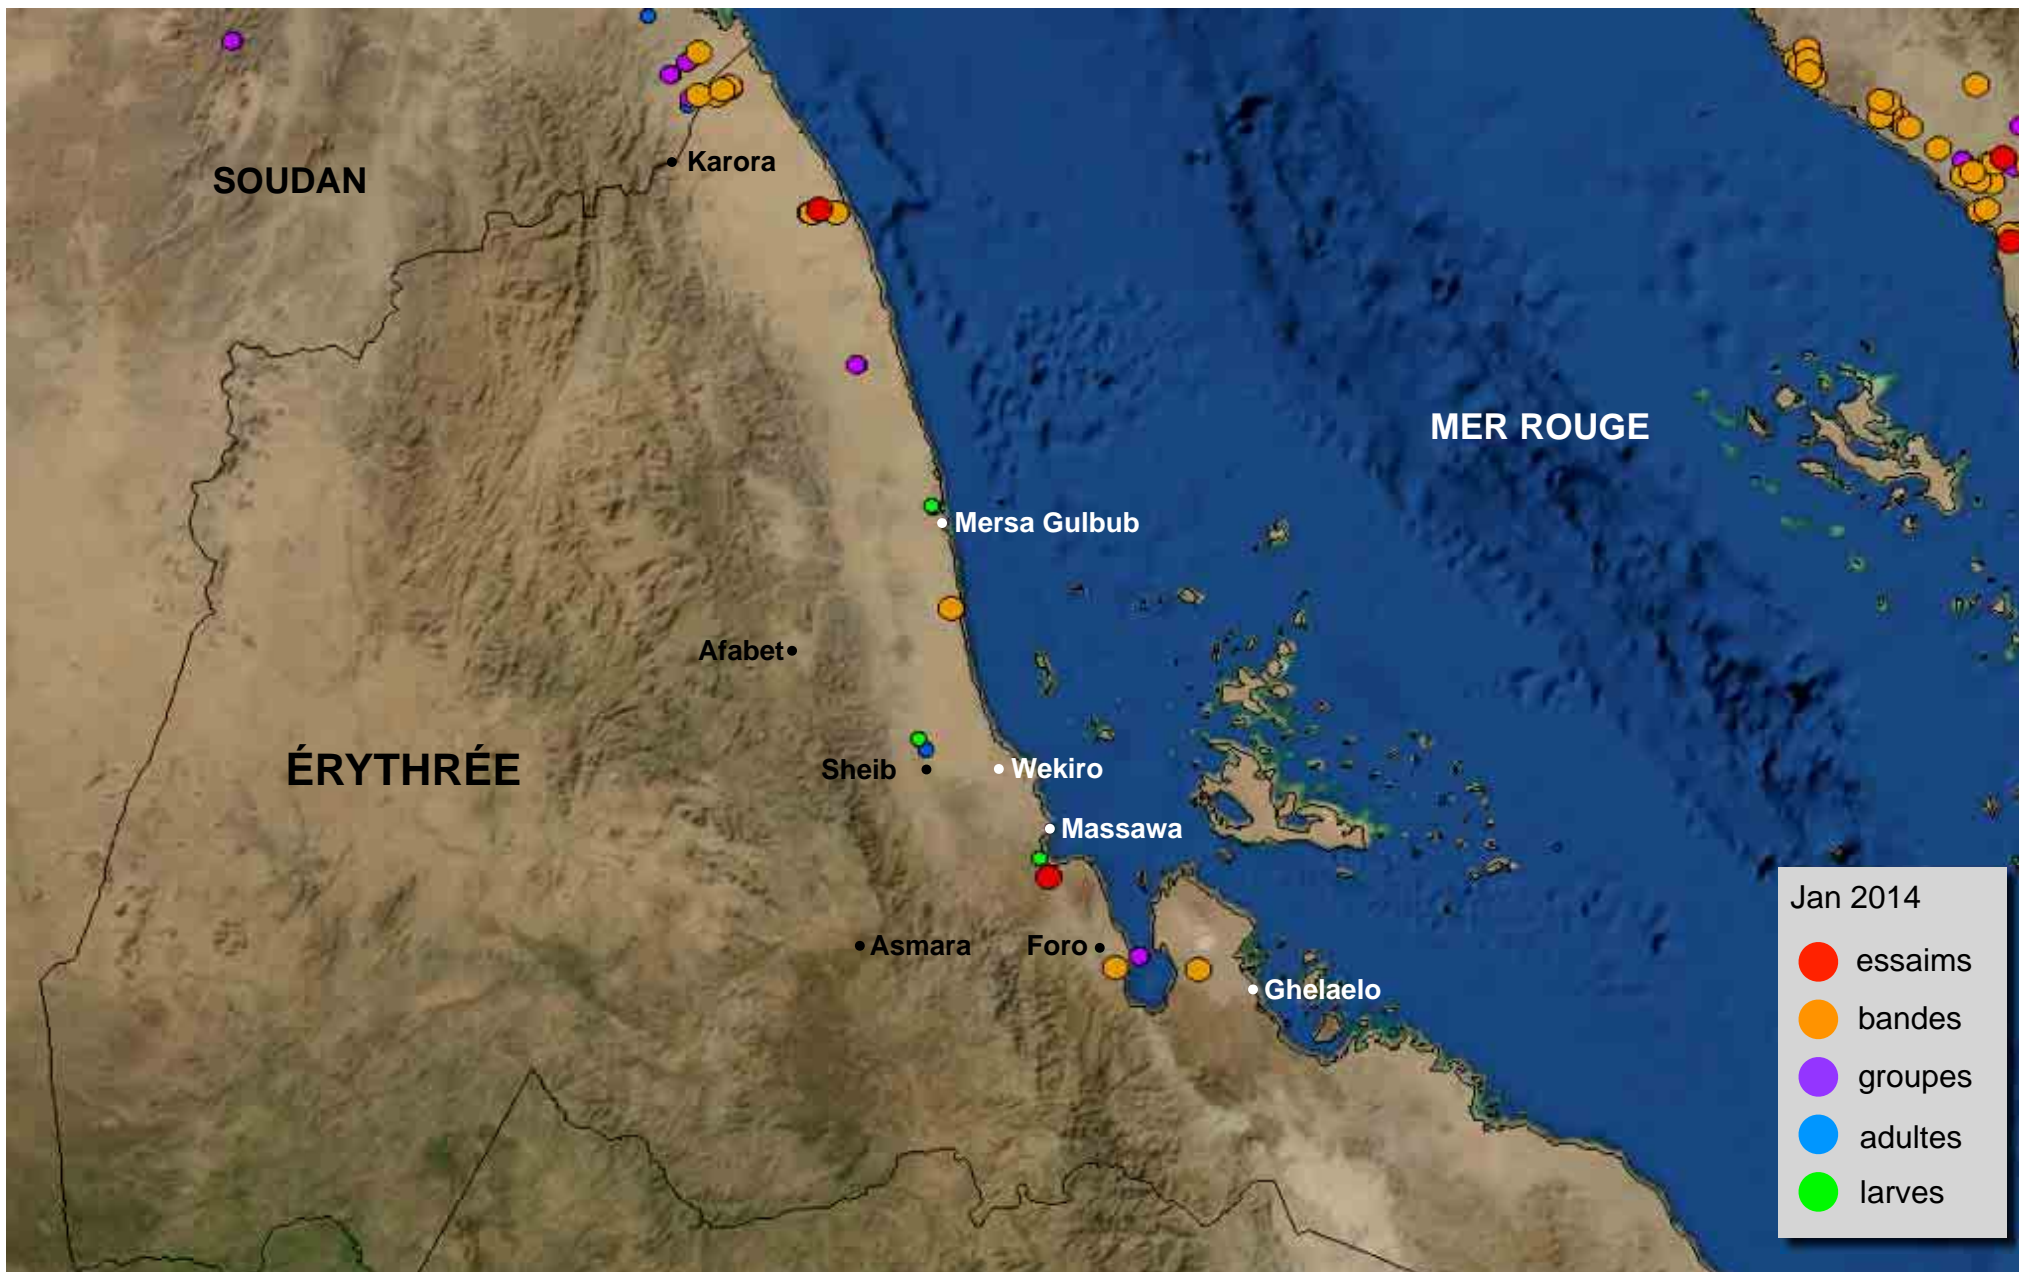 Karora
SOUDAN
MER ROUGE
Mersa Gulbub
Afabet
ÉRYTHRÉE
Sheib
Wekiro
Massawa
Asmara
Foro
Ghelaelo
Jan 2014
essaims
bandes
groupes
adultes
larves